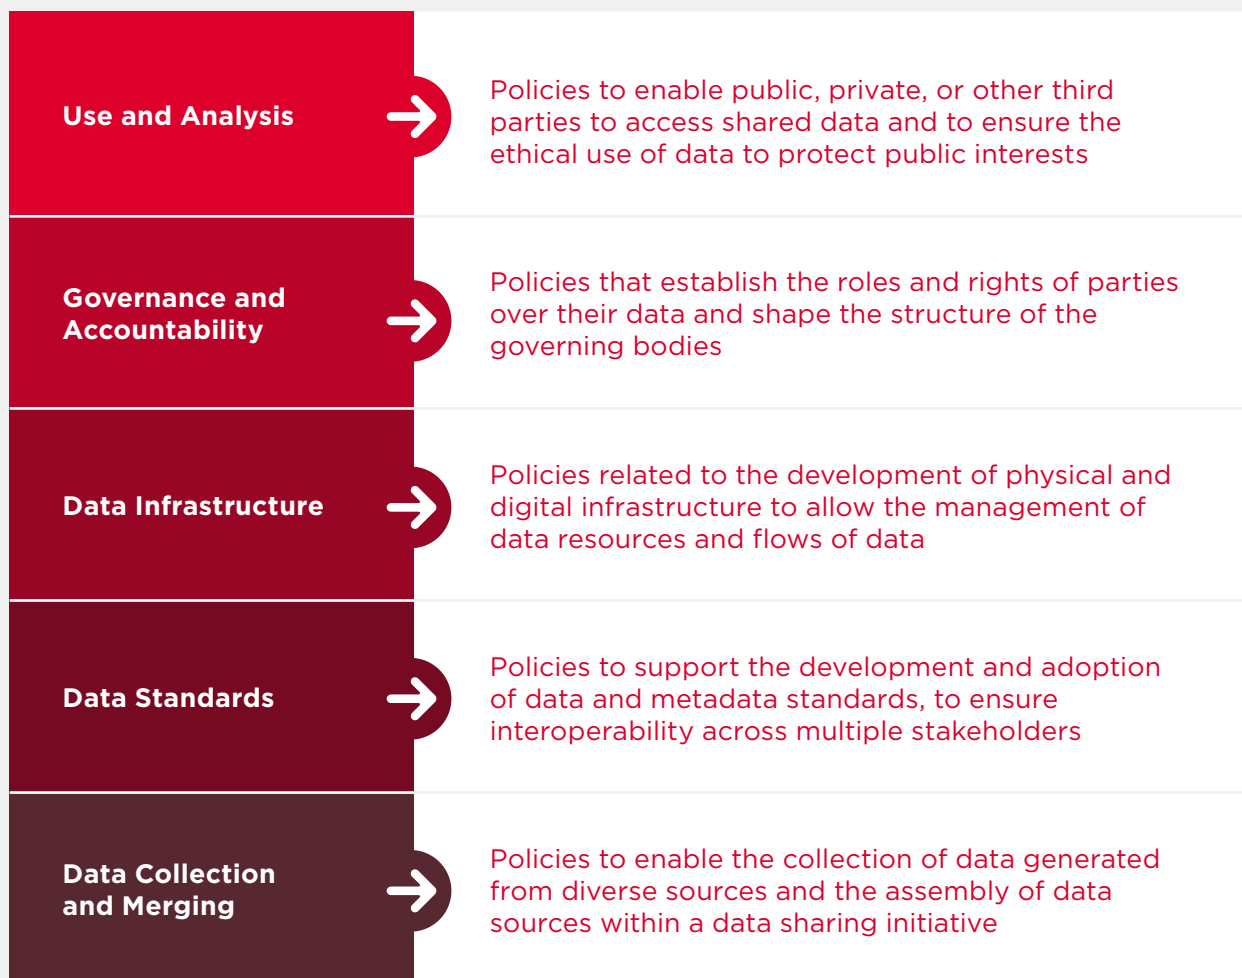 Use and Analysis
Policies to enable public, private, or other third
parties to access shared data and to ensure the
ethical use of data to protect public interests
Governance and
Accountability
Policies that establish the roles and rights of parties
over their data and shape the structure of the
governing bodies
Data Infrastructure
Policies related to the development of physical and
digital infrastructure to allow the management of
data resources and flows of data
Data Standards
Policies to support the development and adoption
of data and metadata standards, to ensure
interoperability across multiple stakeholders
Data Collection
and Merging
Policies to enable the collection of data generated
from diverse sources and the assembly of data
sources within a data sharing initiative